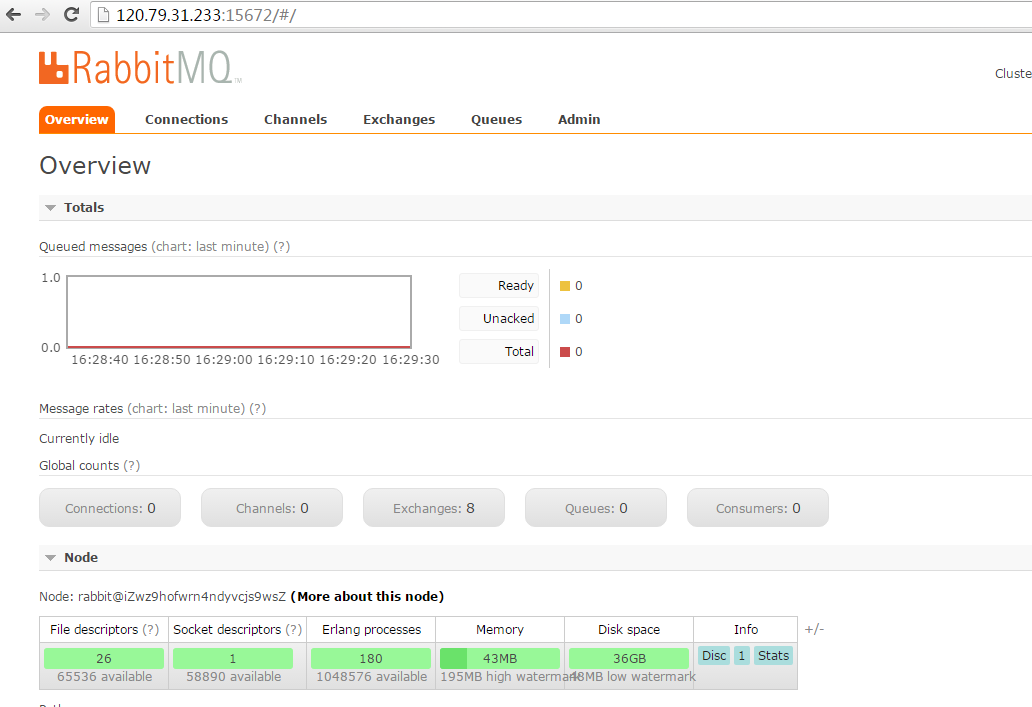 120.79.31.233:15672/#/
RabbitMQ™
Cluste
Overview Connections Channels Exchanges Queues Admin
Overview
Totals
Queued messages (chart: last minute) (?)
1.0
0.0
16:28:40 16:28:50 16:29:00 16:29:10 16:29:20 16:29:30
Ready 0
Unacked 0
Total 0
Message rates (chart: last minute) (?)
Currently idle
Global counts (?)
Connections: 0 Channels: 0 Exchanges: 8 Queues: 0 Consumers: 0
Node
Node: rabbit@iZwz9hofwrn4ndyvcjs9wsZ (More about this node)
File descriptors (?) Socket descriptors (?) Erlang processes Memory Disk space Info +/-
26 1 180 43MB 36GB Disc 1 Stats
65536 available 58890 available 1048576 available 195MB high watermark 48MB low watermark